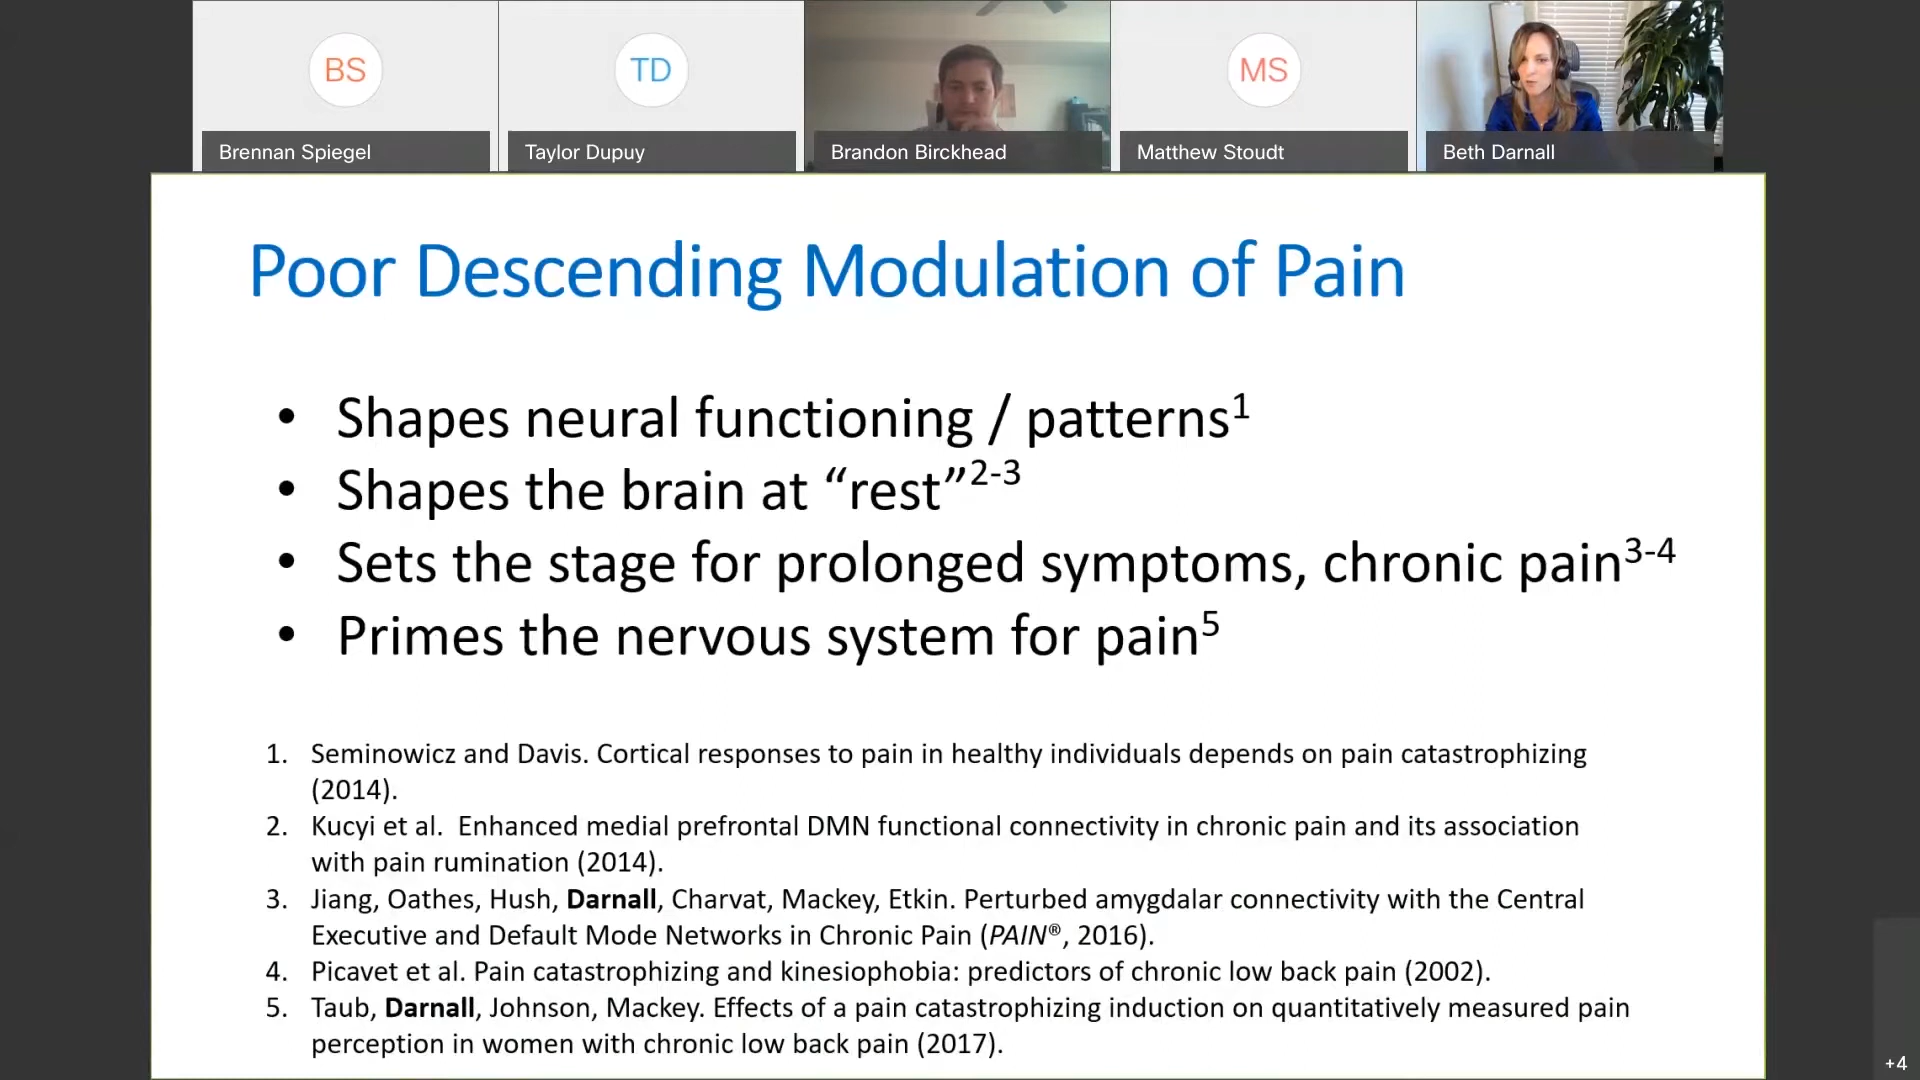 BS
TD
MS
Brennan Spiegel
Taylor Dupuy
Brandon Birckhead
Matthew Stoudt
Beth Darnall
Poor Descending Modulation of Pain
• Shapes neural functioning / patterns¹
• Shapes the brain at “rest”²⁻³
• Sets the stage for prolonged symptoms, chronic pain³⁻⁴
• Primes the nervous system for pain⁵
1. Seminowicz and Davis. Cortical responses to pain in healthy individuals depends on pain catastrophizing
(2014).
2. Kucyi et al. Enhanced medial prefrontal DMN functional connectivity in chronic pain and its association
with pain rumination (2014).
3. Jiang, Oathes, Hush, Darnall, Charvat, Mackey, Etkin. Perturbed amygdalar connectivity with the Central
Executive and Default Mode Networks in Chronic Pain (PAIN®, 2016).
4. Picavet et al. Pain catastrophizing and kinesiophobia: predictors of chronic low back pain (2002).
5. Taub, Darnall, Johnson, Mackey. Effects of a pain catastrophizing induction on quantitatively measured pain
perception in women with chronic low back pain (2017).
+4